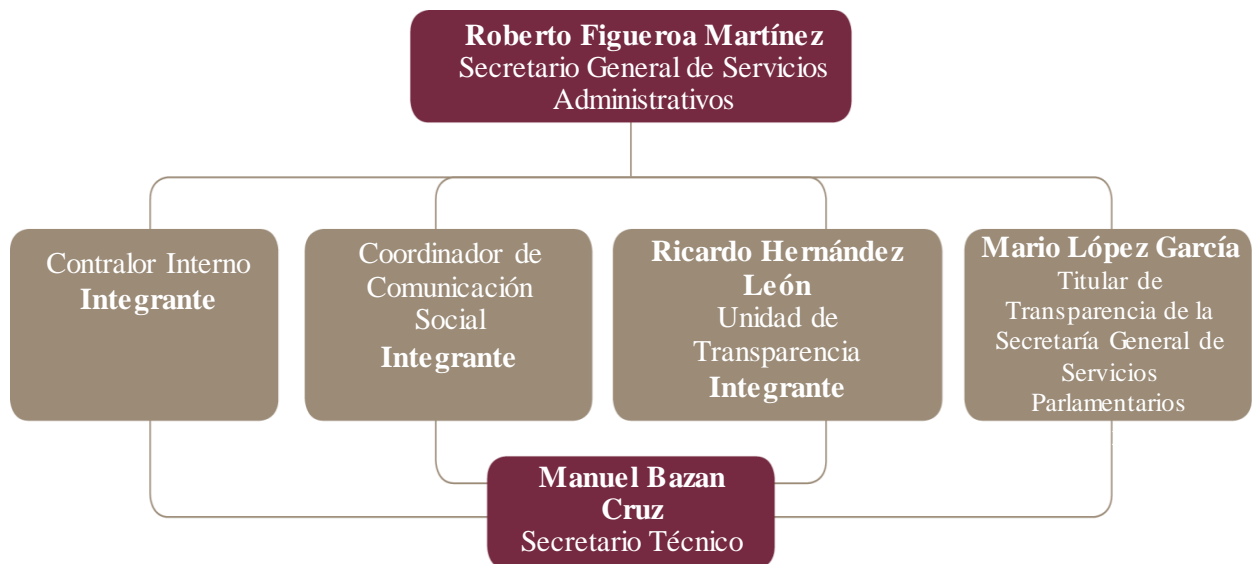 Roberto Figueroa Martínez
Secretario General de Servicios
Administrativos
Contralor Interno
Integrante
Coordinador de
Comunicación
Social
Integrante
Ricardo Hernández
León
Unidad de
Transparencia
Integrante
Mario López García
Titular de
Transparencia de la
Secretaría General de
Servicios
Parlamentarios
Manuel Bazan
Cruz
Secretario Técnico